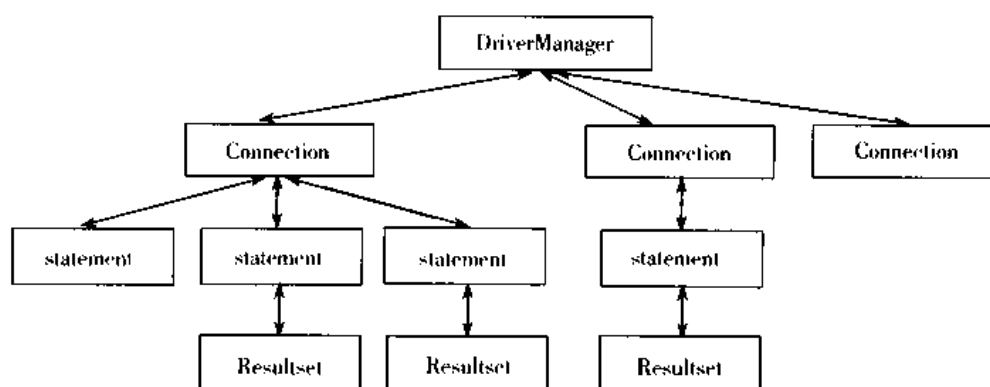 DriverManager
Connection
Connection
Connection
statement
statement
statement
statement
Resultset
Resultset
Resultset